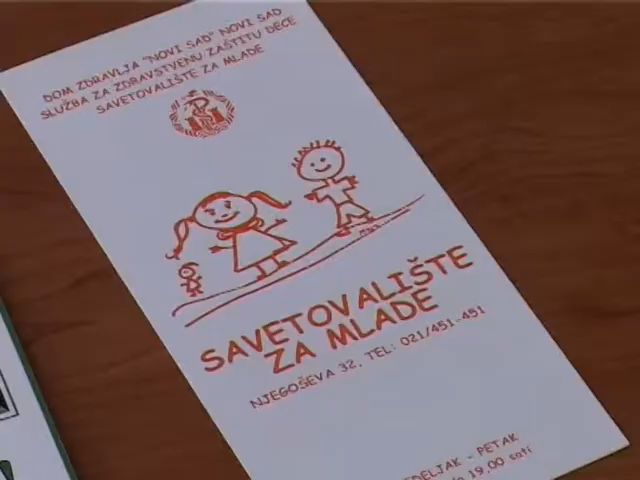 DOM ZDRAVLJA "NOVI SAD" NOVI SAD
SLUŽBA ZA ZDRAVSTVENU ZAŠTITU DECE
SAVETOVALIŠTE ZA MLADE
SAVETOVALIŠTE
ZA MLADE
NJEGOŠEVA 32, TEL: 021/451-451
PETAK
19.00 sati